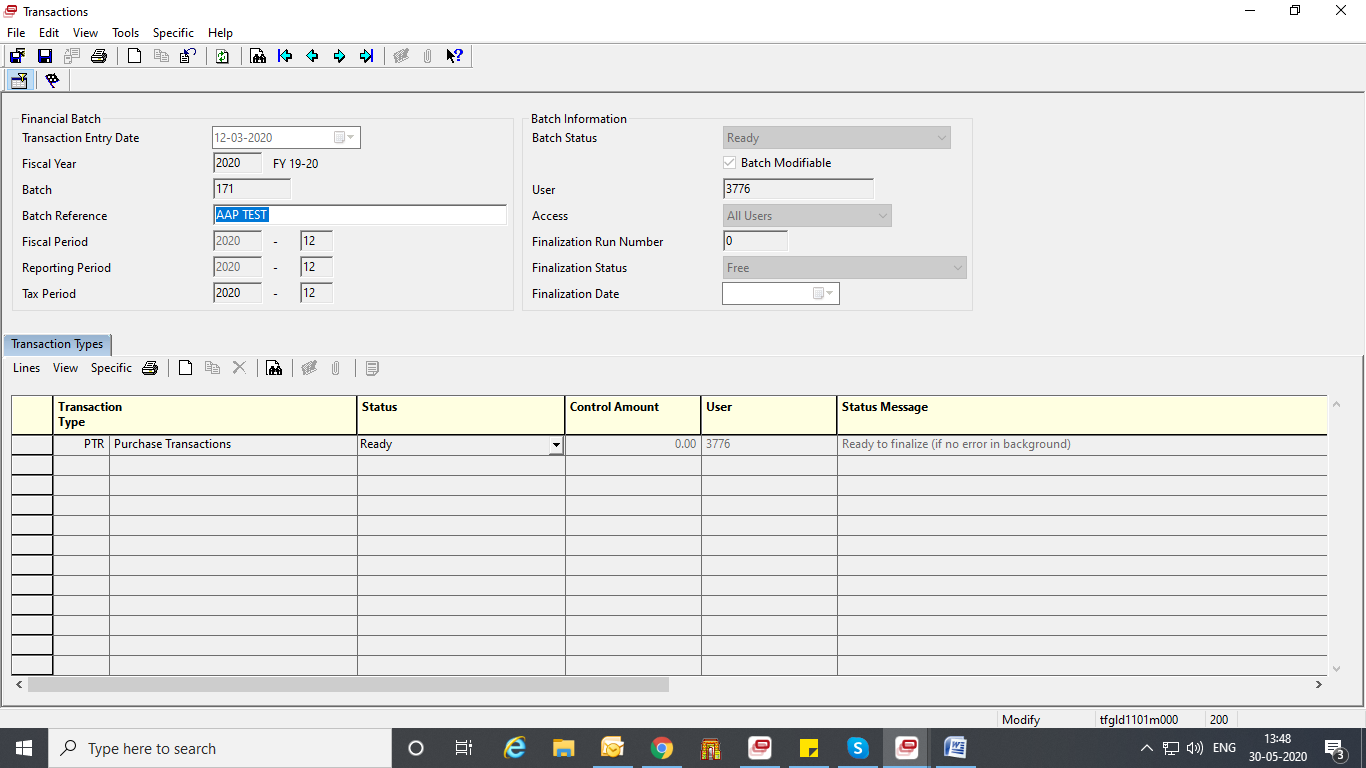 Transactions
File Edit View Tools Specific Help
Financial Batch
Transaction Entry Date 12-03-2020
Fiscal Year 2020 FY 19-20
Batch 171
Batch Reference AAP TEST
Fiscal Period 2020 - 12
Reporting Period 2020 - 12
Tax Period 2020 - 12
Batch Information
Batch Status Ready
Batch Modifiable
User 3776
Access All Users
Finalization Run Number 0
Finalization Status Free
Finalization Date
Transaction Types
Lines View Specific
Transaction Type Status Control Amount User Status Message
PTR Purchase Transactions Ready 0.00 3776 Ready to finalize (if no error in background)
Modify tfgld1101m000 200
Type here to search
ENG
13:48
30-05-2020
3